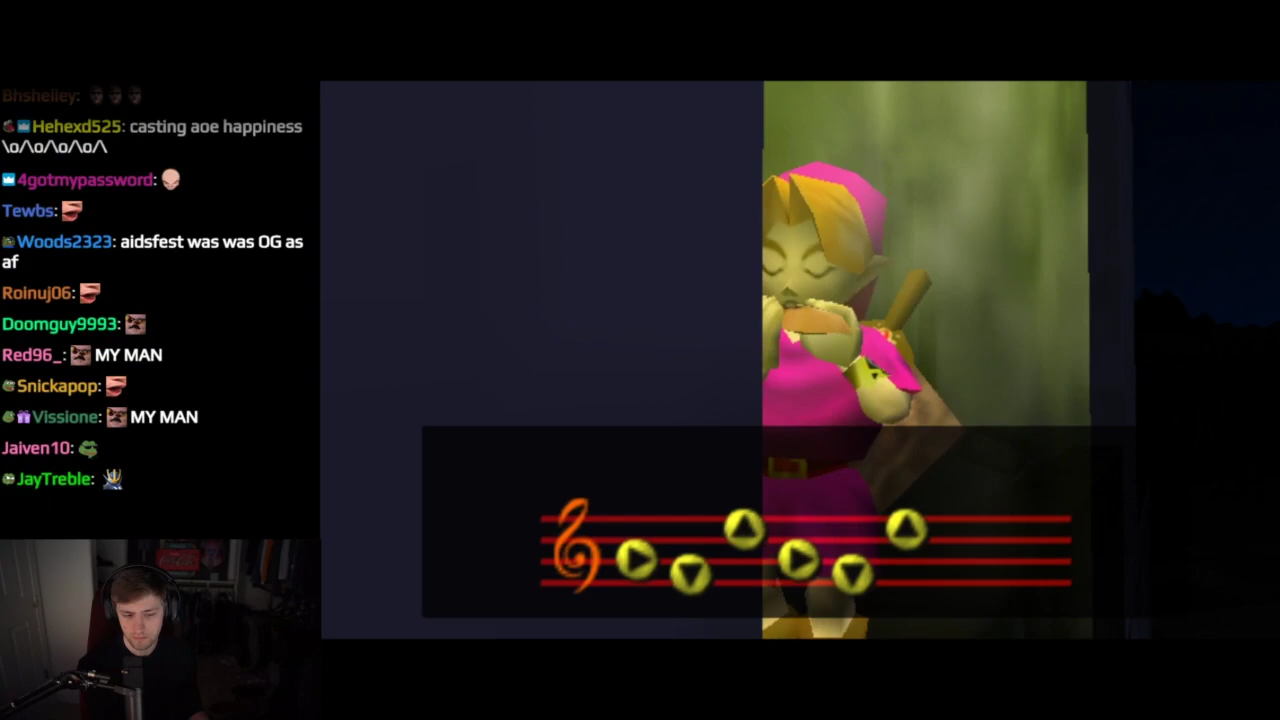 Bhshelley:
Hehexd525: casting aoe happiness
\o/\o/\o/\o/\
4gotmypassword:
Tewbs:
Woods2323: aidsfest was was OG as
af
Roinuj06:
Doomguy9993:
Red96_: MY MAN
Snickapop:
Vissione: MY MAN
Jaiven10:
JayTreble: